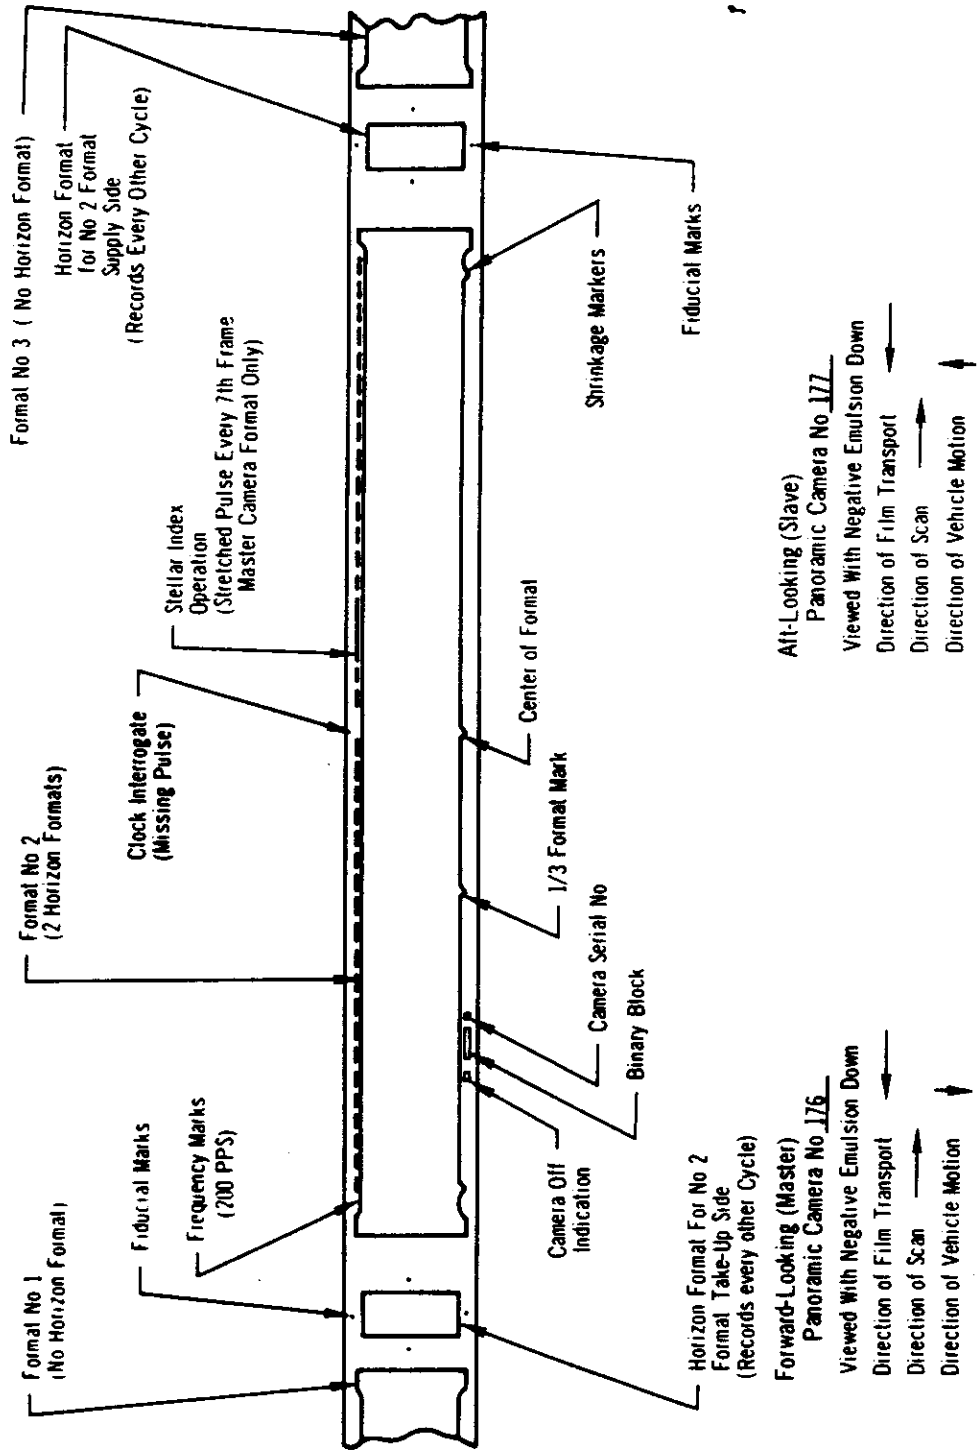 Format No 1
(No Horizon Format)
Fiducial Marks
Frequency Marks
(200 PPS)
Format No 2
(2 Horizon Formats)
Clock Interrogate
(Missing Pulse)
Stellar Index
Operation
(Stretched Pulse Every 7th Frame
Master Camera Format Only)
Format No 3 ( No Horizon Format)
Horizon Format
for No 2 Format
Supply Side
(Records Every Other Cycle)
Camera Off
Indication
Binary Block
Camera Serial No
1/3 Format Mark
Center of Format
Shrinkage Markers
Fiducial Marks
Horizon Format For No 2
Format Take-Up Side
(Records every other Cycle)
Forward-Looking (Master)
Panoramic Camera No 176
Viewed With Negative Emulsion Down
Direction of Film Transport
Direction of Scan
Direction of Vehicle Motion
Aft-Looking (Slave)
Panoramic Camera No 177
Viewed With Negative Emulsion Down
Direction of Film Transport
Direction of Scan
Direction of Vehicle Motion